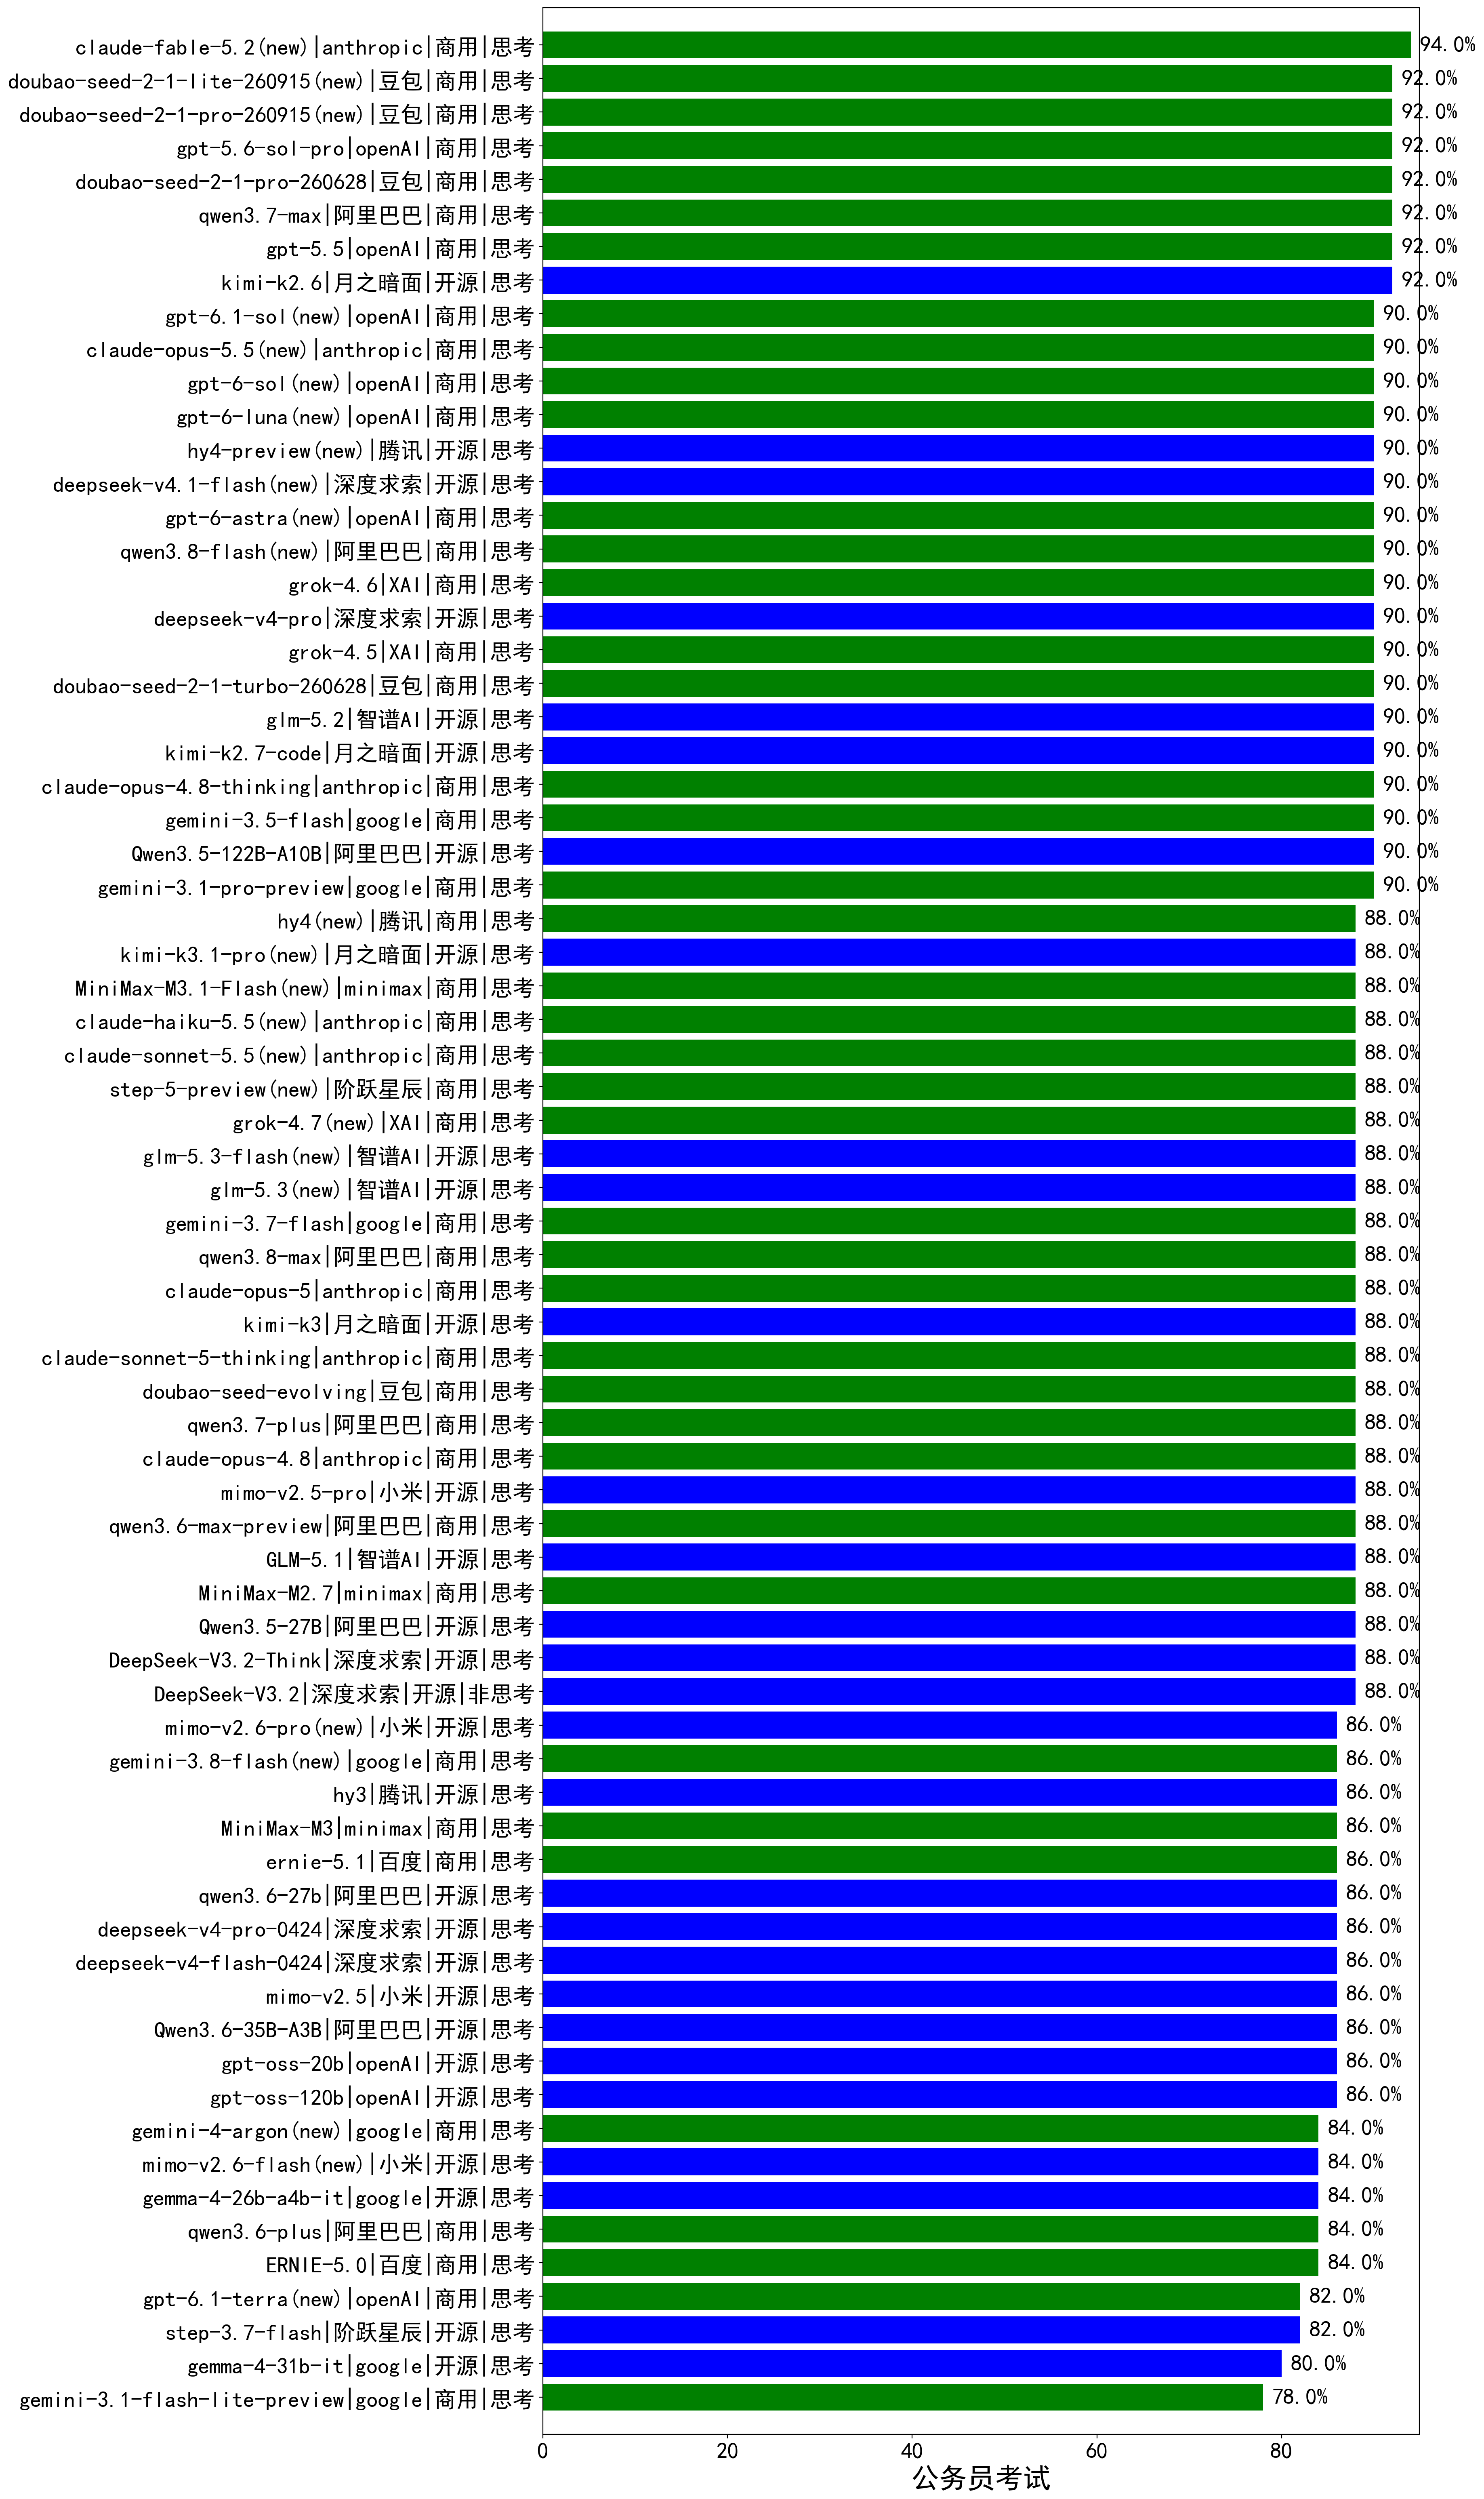 claude-fable-5.2(new)|anthropic|商用|思考 94.0%
doubao-seed-2-1-lite-260915(new)|豆包|商用|思考 92.0%
doubao-seed-2-1-pro-260915(new)|豆包|商用|思考 92.0%
gpt-5.6-sol-pro|openAI|商用|思考 92.0%
doubao-seed-2-1-pro-260628|豆包|商用|思考 92.0%
qwen3.7-max|阿里巴巴|商用|思考 92.0%
gpt-5.5|openAI|商用|思考 92.0%
kimi-k2.6|月之暗面|开源|思考 92.0%
gpt-6.1-sol(new)|openAI|商用|思考 90.0%
claude-opus-5.5(new)|anthropic|商用|思考 90.0%
gpt-6-sol(new)|openAI|商用|思考 90.0%
gpt-6-luna(new)|openAI|商用|思考 90.0%
hy4-preview(new)|腾讯|开源|思考 90.0%
deepseek-v4.1-flash(new)|深度求索|开源|思考 90.0%
gpt-6-astra(new)|openAI|商用|思考 90.0%
qwen3.8-flash(new)|阿里巴巴|商用|思考 90.0%
grok-4.6|XAI|商用|思考 90.0%
deepseek-v4-pro|深度求索|开源|思考 90.0%
grok-4.5|XAI|商用|思考 90.0%
doubao-seed-2-1-turbo-260628|豆包|商用|思考 90.0%
glm-5.2|智谱AI|开源|思考 90.0%
kimi-k2.7-code|月之暗面|开源|思考 90.0%
claude-opus-4.8-thinking|anthropic|商用|思考 90.0%
gemini-3.5-flash|google|商用|思考 90.0%
Qwen3.5-122B-A10B|阿里巴巴|开源|思考 90.0%
gemini-3.1-pro-preview|google|商用|思考 90.0%
hy4(new)|腾讯|商用|思考 88.0%
kimi-k3.1-pro(new)|月之暗面|开源|思考 88.0%
MiniMax-M3.1-Flash(new)|minimax|商用|思考 88.0%
claude-haiku-5.5(new)|anthropic|商用|思考 88.0%
claude-sonnet-5.5(new)|anthropic|商用|思考 88.0%
step-5-preview(new)|阶跃星辰|商用|思考 88.0%
grok-4.7(new)|XAI|商用|思考 88.0%
glm-5.3-flash(new)|智谱AI|开源|思考 88.0%
glm-5.3(new)|智谱AI|开源|思考 88.0%
gemini-3.7-flash|google|商用|思考 88.0%
qwen3.8-max|阿里巴巴|商用|思考 88.0%
claude-opus-5|anthropic|商用|思考 88.0%
kimi-k3|月之暗面|开源|思考 88.0%
claude-sonnet-5-thinking|anthropic|商用|思考 88.0%
doubao-seed-evolving|豆包|商用|思考 88.0%
qwen3.7-plus|阿里巴巴|商用|思考 88.0%
claude-opus-4.8|anthropic|商用|思考 88.0%
mimo-v2.5-pro|小米|开源|思考 88.0%
qwen3.6-max-preview|阿里巴巴|商用|思考 88.0%
GLM-5.1|智谱AI|开源|思考 88.0%
MiniMax-M2.7|minimax|商用|思考 88.0%
Qwen3.5-27B|阿里巴巴|开源|思考 88.0%
DeepSeek-V3.2-Think|深度求索|开源|思考 88.0%
DeepSeek-V3.2|深度求索|开源|非思考 88.0%
mimo-v2.6-pro(new)|小米|开源|思考 86.0%
gemini-3.8-flash(new)|google|商用|思考 86.0%
hy3|腾讯|开源|思考 86.0%
MiniMax-M3|minimax|商用|思考 86.0%
ernie-5.1|百度|商用|思考 86.0%
qwen3.6-27b|阿里巴巴|开源|思考 86.0%
deepseek-v4-pro-0424|深度求索|开源|思考 86.0%
deepseek-v4-flash-0424|深度求索|开源|思考 86.0%
mimo-v2.5|小米|开源|思考 86.0%
Qwen3.6-35B-A3B|阿里巴巴|开源|思考 86.0%
gpt-oss-20b|openAI|开源|思考 86.0%
gpt-oss-120b|openAI|开源|思考 86.0%
gemini-4-argon(new)|google|商用|思考 84.0%
mimo-v2.6-flash(new)|小米|开源|思考 84.0%
gemma-4-26b-a4b-it|google|开源|思考 84.0%
qwen3.6-plus|阿里巴巴|商用|思考 84.0%
ERNIE-5.0|百度|商用|思考 84.0%
gpt-6.1-terra(new)|openAI|商用|思考 82.0%
step-3.7-flash|阶跃星辰|开源|思考 82.0%
gemma-4-31b-it|google|开源|思考 80.0%
gemini-3.1-flash-lite-preview|google|商用|思考 78.0%
0 20 40 60 80
公务员考试